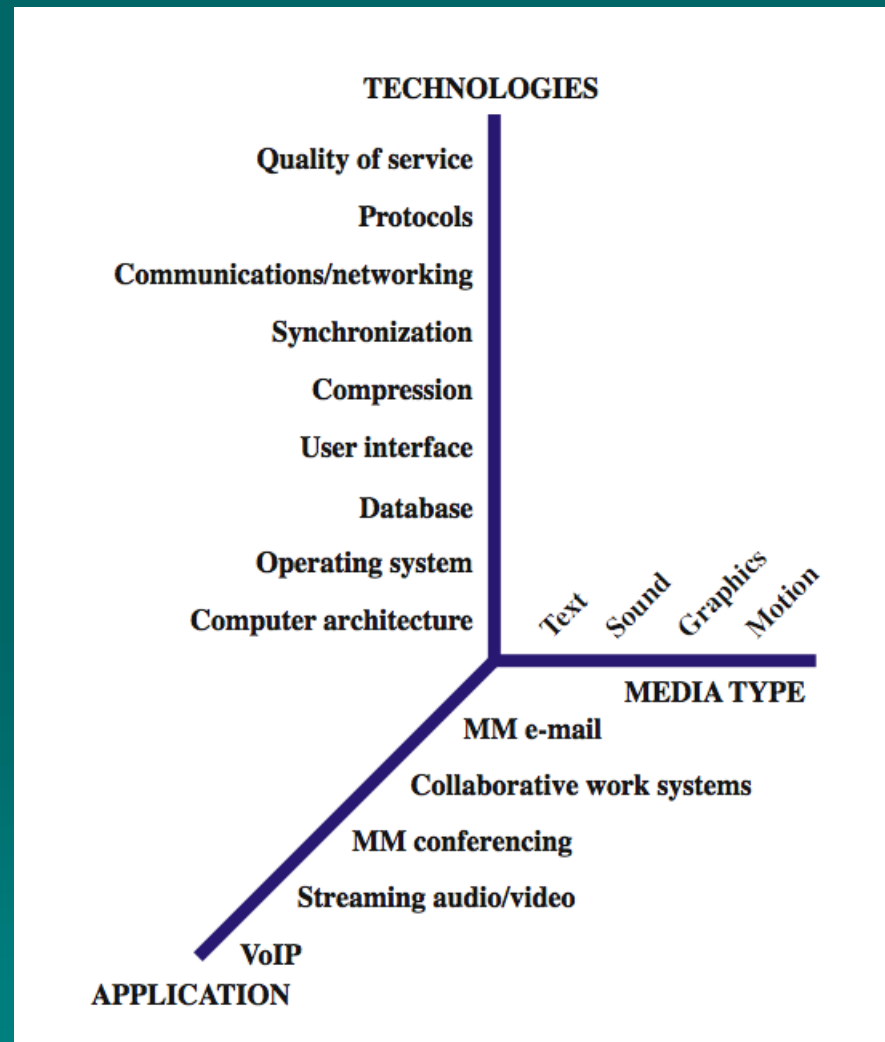 TECHNOLOGIES
Quality of service
Protocols
Communications/networking
Synchronization
Compression
User interface
Database
Operating system
Computer architecture
Text
Sound
Graphics
Motion
MEDIA TYPE
MM e-mail
Collaborative work systems
MM conferencing
Streaming audio/video
VoIP
APPLICATION